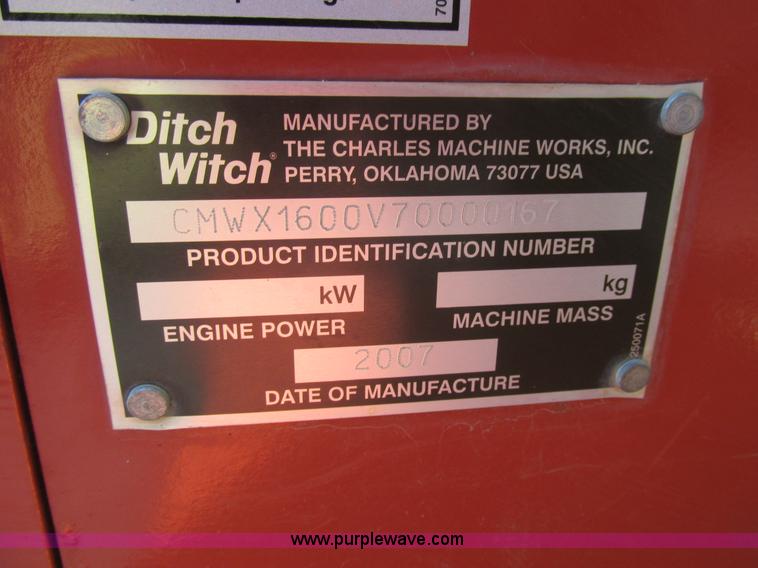 70
Ditch
Witch®
MANUFACTURED BY
THE CHARLES MACHINE WORKS, INC.
PERRY, OKLAHOMA 73077 USA
CMWX1600V70000167
PRODUCT IDENTIFICATION NUMBER
kW
kg
ENGINE POWER
MACHINE MASS
2007
DATE OF MANUFACTURE
250071A
www.purplewave.com